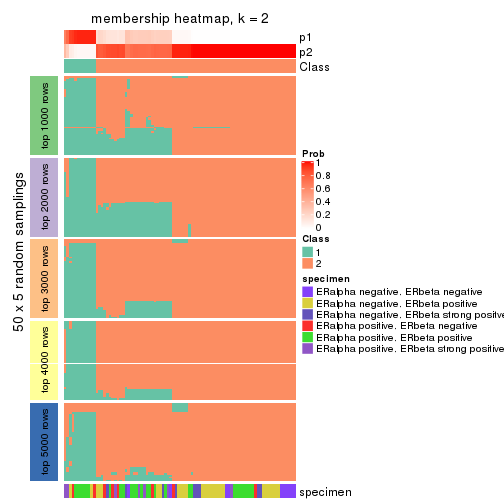 membership heatmap, k = 2
p1
p2
Class
50 x 5 random samplings
top 1000 rows
top 2000 rows
top 3000 rows
top 4000 rows
top 5000 rows
specimen
Prob
1
0.8
0.6
0.4
0.2
0
Class
1
2
specimen
ERalpha negative. ERbeta negative
ERalpha negative. ERbeta positive
ERalpha negative. ERbeta strong positive
ERalpha positive. ERbeta negative
ERalpha positive. ERbeta positive
ERalpha positive. ERbeta strong positive